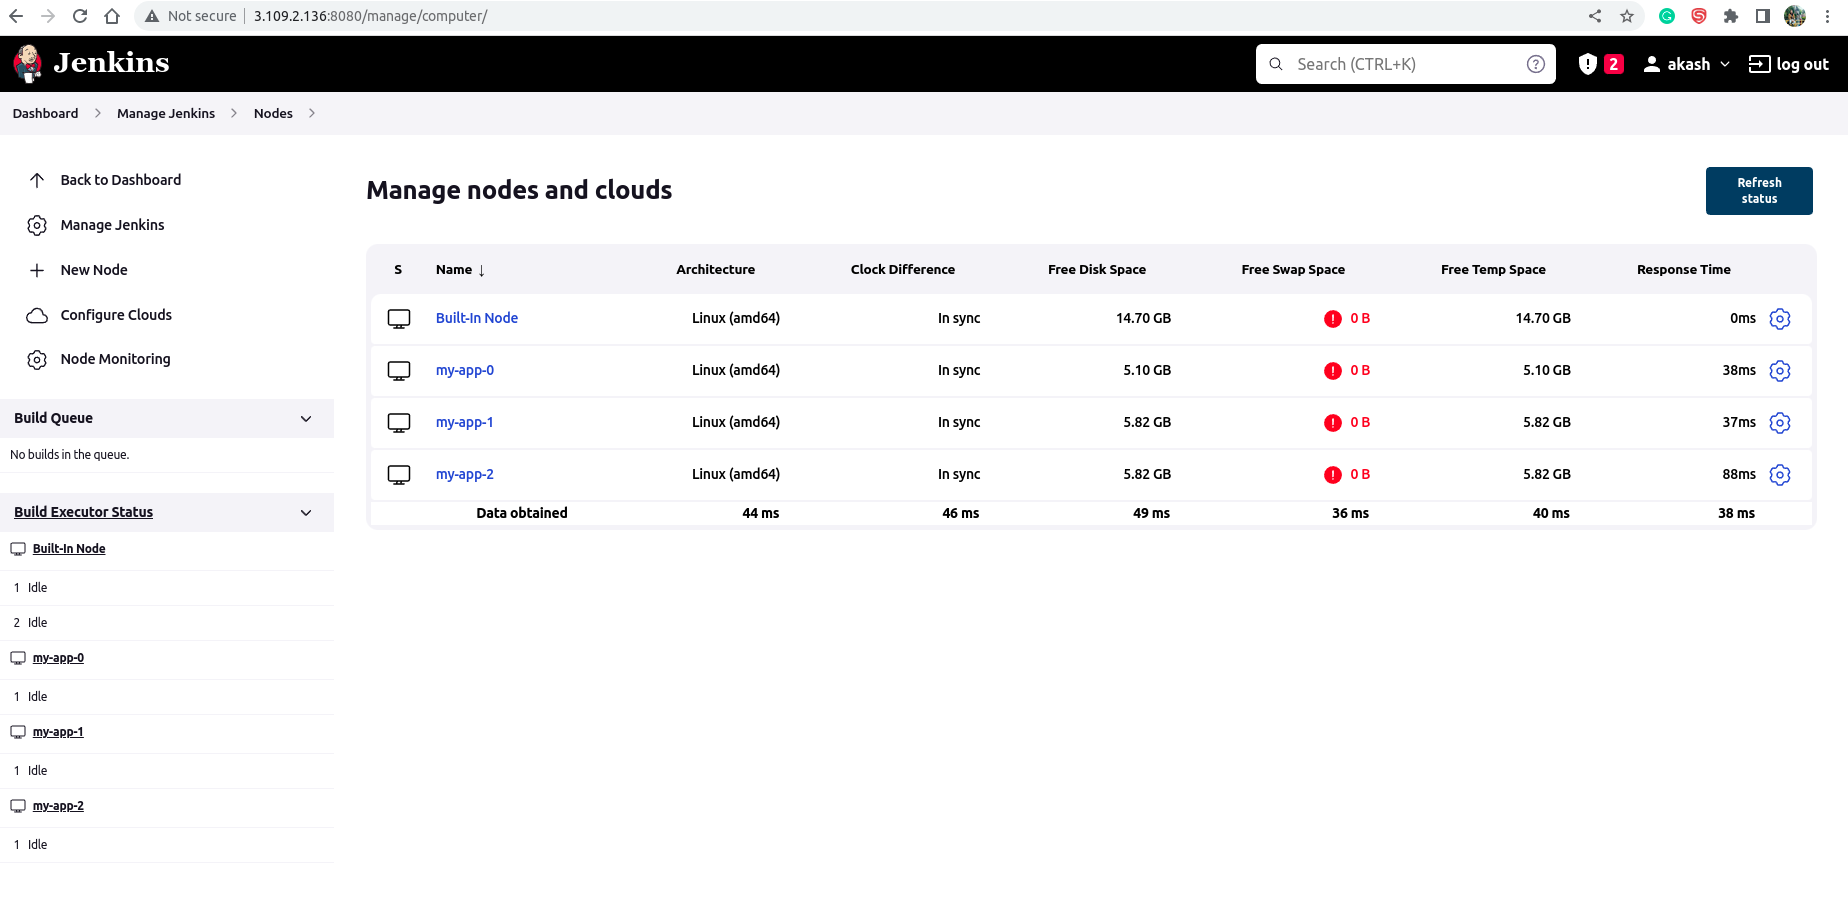 Not secure 3.109.2.136:8080/manage/computer/
Jenkins
Search (CTRL+K)
2
akash
log out
Dashboard Manage Jenkins Nodes
Back to Dashboard
Manage Jenkins
New Node
Configure Clouds
Node Monitoring
Build Queue
No builds in the queue.
Build Executor Status
Built-In Node
1 Idle
2 Idle
my-app-0
1 Idle
my-app-1
1 Idle
my-app-2
1 Idle
Manage nodes and clouds
Refresh
status
S Name ↓ Architecture Clock Difference Free Disk Space Free Swap Space Free Temp Space Response Time
Built-In Node Linux (amd64) In sync 14.70 GB 0 B 14.70 GB 0ms
my-app-0 Linux (amd64) In sync 5.10 GB 0 B 5.10 GB 38ms
my-app-1 Linux (amd64) In sync 5.82 GB 0 B 5.82 GB 37ms
my-app-2 Linux (amd64) In sync 5.82 GB 0 B 5.82 GB 88ms
Data obtained 44 ms 46 ms 49 ms 36 ms 40 ms 38 ms